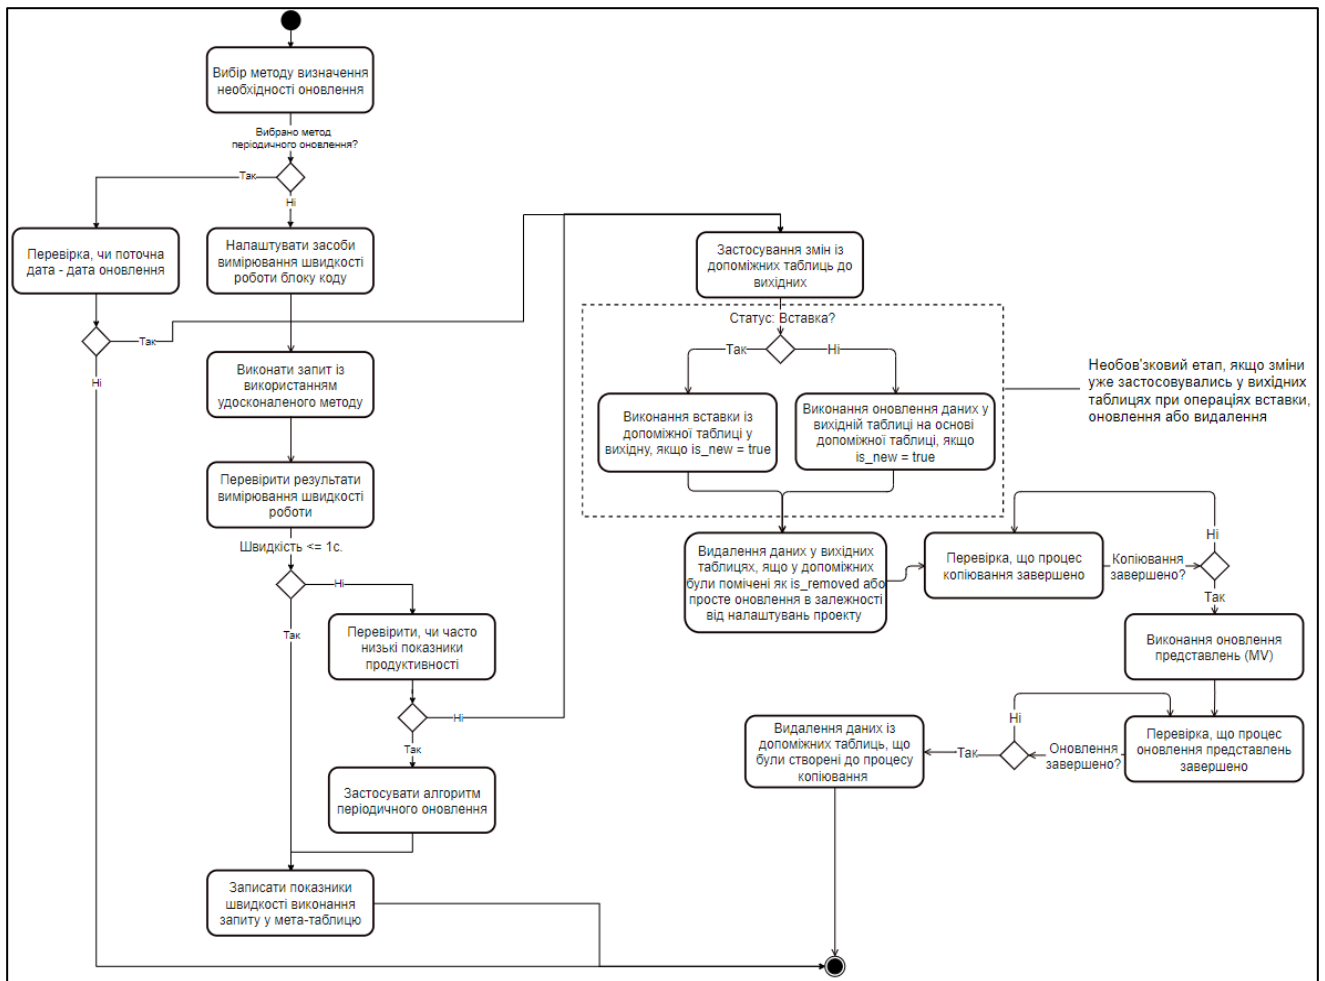 Вибір методу визначення
необхідності оновлення
Вибрано метод
періодичного оновлення?
Так
Ні
Перевірка, чи поточна
дата - дата оновлення
Налаштувати засоби
вимірювання швидкості
роботи блоку коду
Так
Ні
Виконати запит із
використанням
удосконаленого методу
Перевірити результати
вимірювання швидкості
роботи
Швидкість <= 1с.
Ні
Так
Перевірити, чи часто
низькі показники
продуктивності
Ні
Так
Застосувати алгоритм
періодичного оновлення
Записати показники
швидкості виконання
запиту у мета-таблицю
Застосування змін із
допоміжних таблиць до
вихідних
Статус: Вставка?
Так
Ні
Виконання вставки із
допоміжної таблиці у
вихідну, якщо is_new = true
Виконання оновлення даних у
вихідній таблиці на основі
допоміжної таблиці, якщо
is_new = true
Необов'язковий етап, якщо зміни
уже застосовувались у вихідних
таблицях при операціях вставки,
оновлення або видалення
Видалення даних у вихідних
таблицях, ящо у допоміжних
були помічені як is_removed або
просте оновлення в залежності
від налаштувань проекту
Перевірка, що процес
копіювання завершено
Копіювання
завершено?
Ні
Так
Виконання оновлення
представлень (MV)
Перевірка, що процес
оновлення представлень
завершено
Оновлення
завершено?
Ні
Так
Видалення даних із
допоміжних таблиць, що
були створені до процесу
копіювання